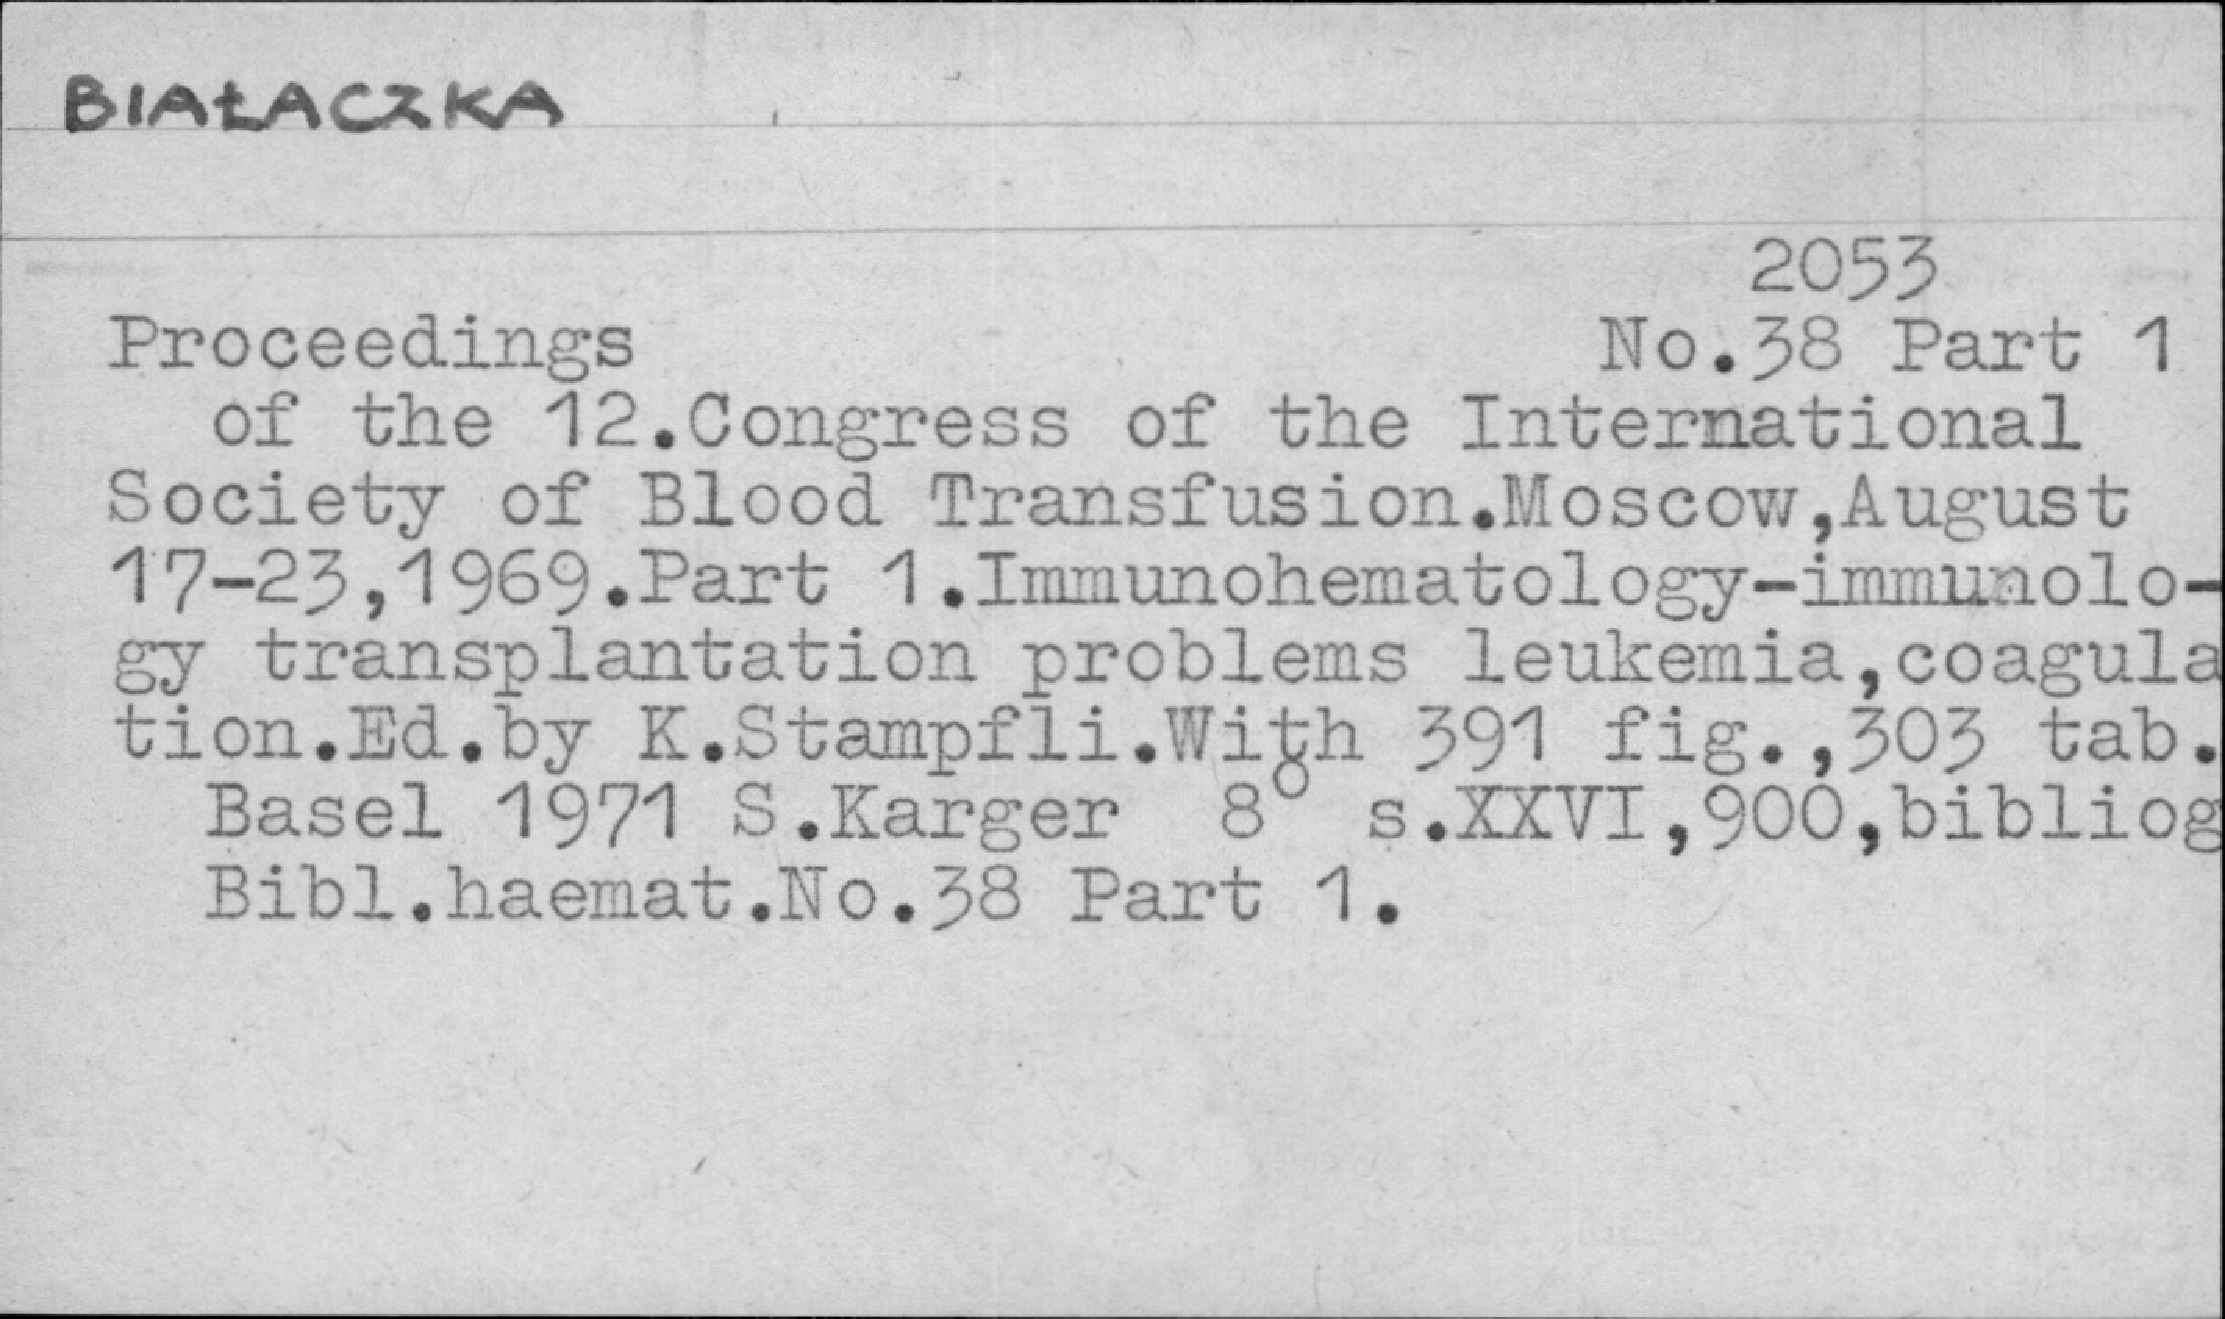 BIAŁACZKA
2053
Proceedings No.38 Part 1
of the 12.Congress of the International
Society of Blood Transfusion.Moscow,August
17-23,1969.Part 1.Immunohematology-immunolo-
gy transplantation problems leukemia,coagula
tion.Ed.by K.Stampfli.With 391 fig.,303 tab.
Basel 1971 S.Karger 8° s.XXVI,900,bibliog
Bibl.haemat.No.38 Part 1.